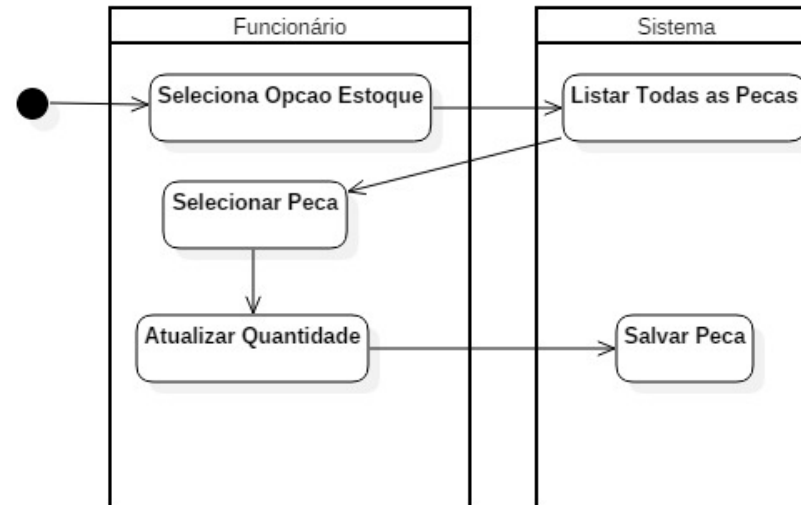 Funcionário
Sistema
Seleciona Opcao Estoque
Listar Todas as Pecas
Selecionar Peca
Atualizar Quantidade
Salvar Peca